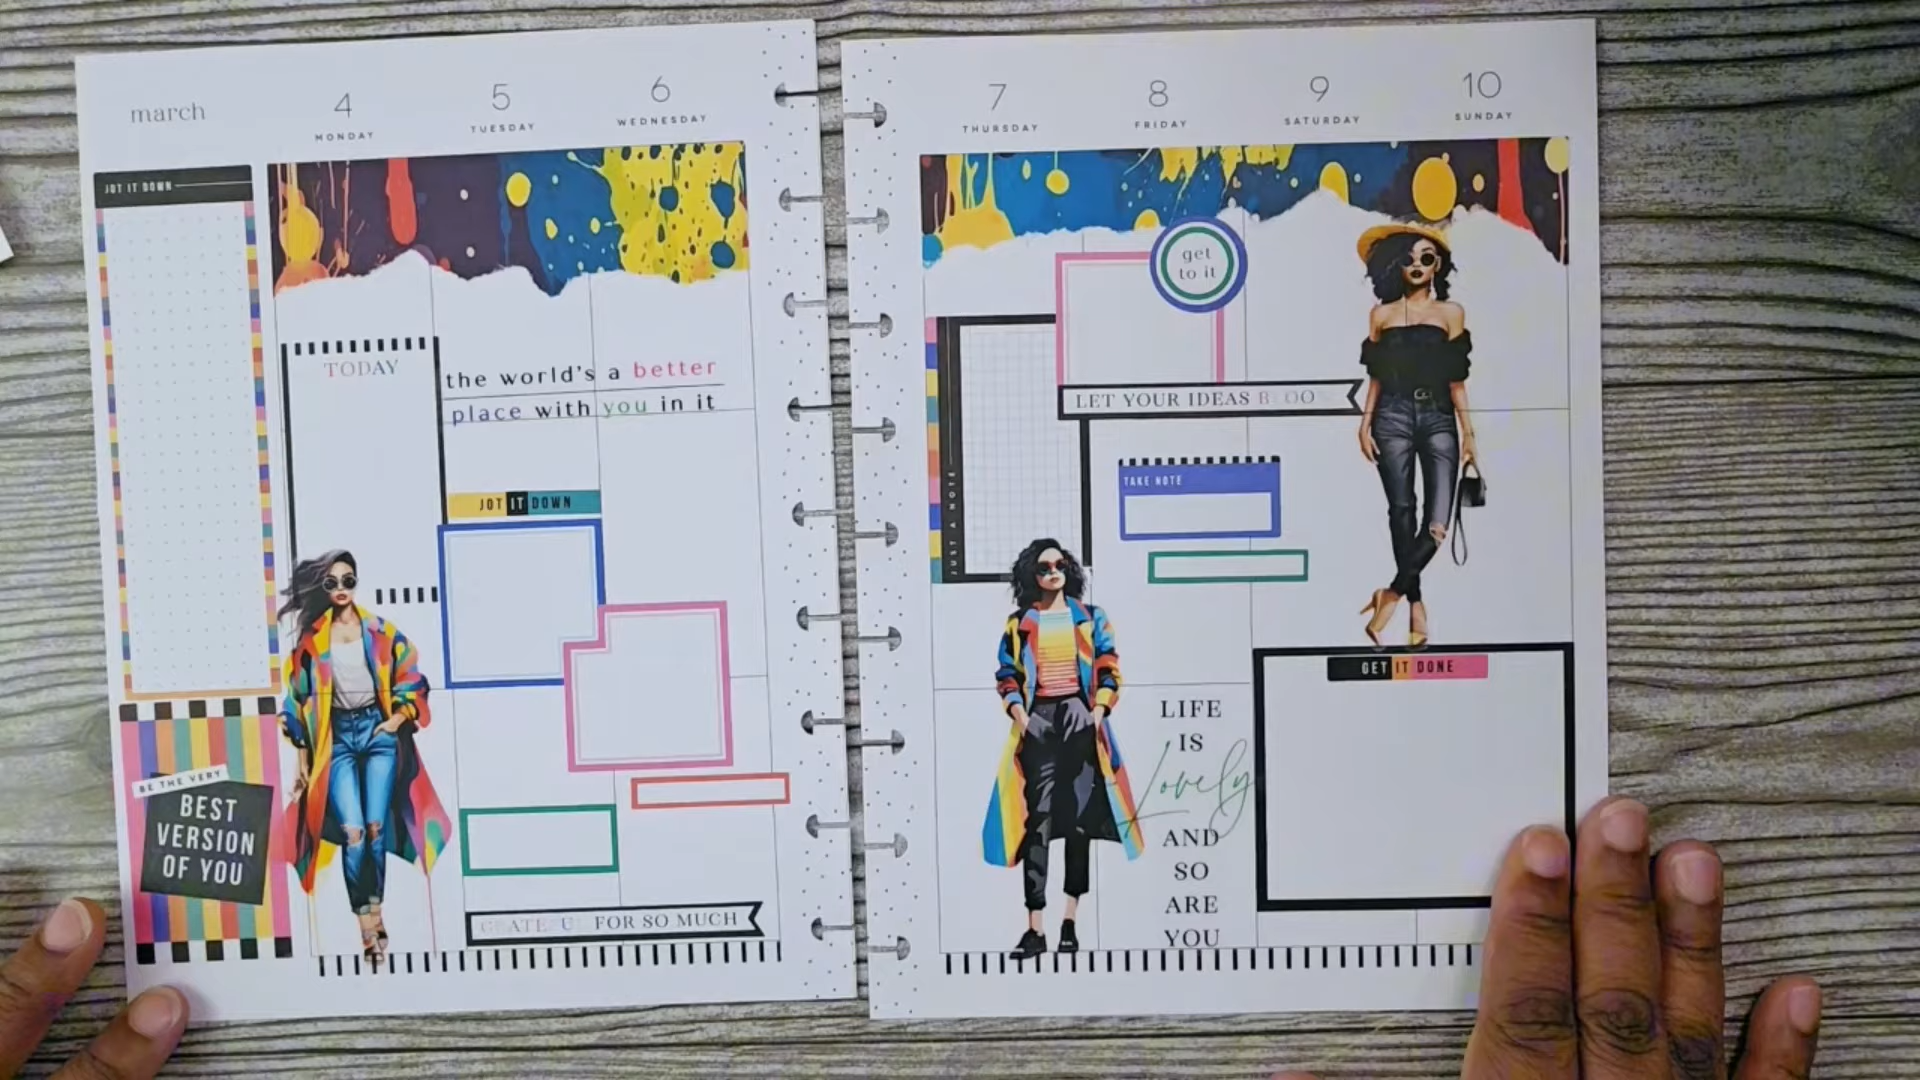 march
4
MONDAY
5
TUESDAY
6
WEDNESDAY
JOT IT DOWN
TODAY
the world's a better
place with you in it
JOT IT DOWN
BE THE VERY
BEST
VERSION
OF YOU
FOR SO MUCH
7
THURSDAY
8
FRIDAY
9
SATURDAY
10
SUNDAY
get
to it
LET YOUR IDEAS
JUST A NOTE
TAKE NOTE
GET IT DONE
LIFE
IS
Lovely
AND
SO
ARE
YOU